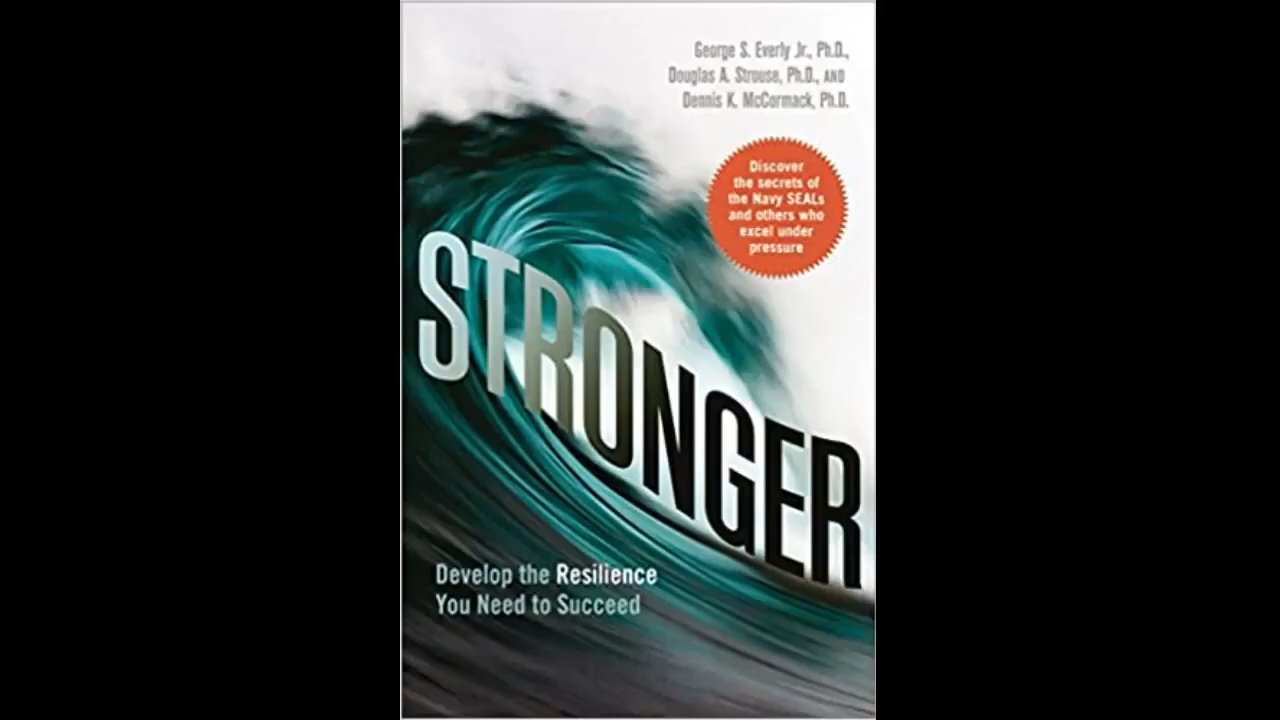 George S. Everly Jr., Ph.D.,
Douglas A. Strouse, Ph.D., AND
Dennis K. McCormack, Ph.D.
Discover
the secrets of
the Navy SEALs
and others who
excel under
pressure
STRONGER
Develop the Resilience
You Need to Succeed